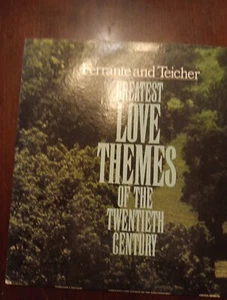 Ferrante and Teicher
GREATEST
LOVE
THEMES
OF THE
TWENTIETH
CENTURY